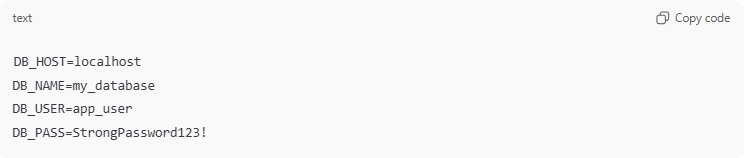 text
Copy code
DB_HOST=localhost
DB_NAME=my_database
DB_USER=app_user
DB_PASS=StrongPassword123!